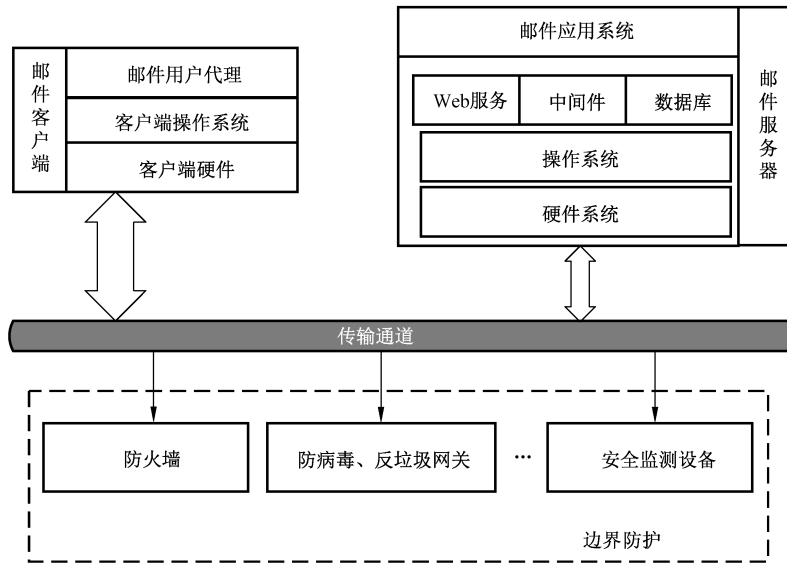 邮件客户端
邮件用户代理
客户端操作系统
客户端硬件
邮件应用系统
Web服务
中间件
数据库
操作系统
硬件系统
邮件服务器
传输通道
防火墙
防病毒、反垃圾网关
...
安全监测设备
边界防护